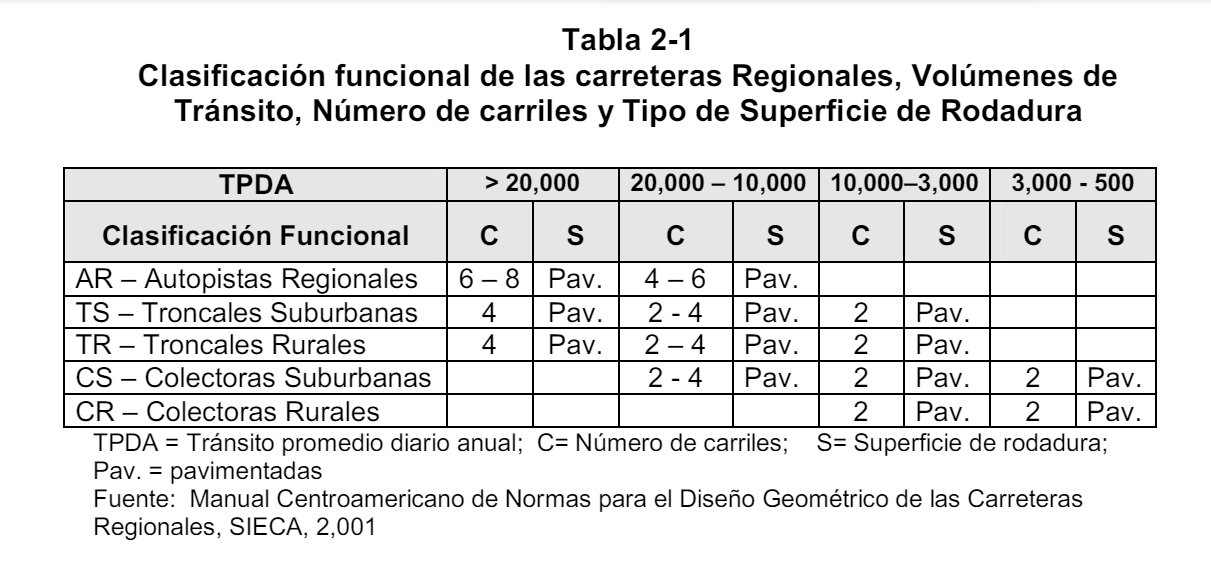 Tabla 2-1
Clasificación funcional de las carreteras Regionales, Volúmenes de
Tránsito, Número de carriles y Tipo de Superficie de Rodadura
TPDA > 20,000 20,000 – 10,000 10,000–3,000 3,000 - 500
Clasificación Funcional C S C S C S C S
AR – Autopistas Regionales 6 – 8 Pav. 4 – 6 Pav.
TS – Troncales Suburbanas 4 Pav. 2 - 4 Pav. 2 Pav.
TR – Troncales Rurales 4 Pav. 2 – 4 Pav. 2 Pav.
CS – Colectoras Suburbanas 2 - 4 Pav. 2 Pav. 2 Pav.
CR – Colectoras Rurales 2 Pav. 2 Pav.
TPDA = Tránsito promedio diario anual; C= Número de carriles; S= Superficie de rodadura;
Pav. = pavimentadas
Fuente: Manual Centroamericano de Normas para el Diseño Geométrico de las Carreteras
Regionales, SIECA, 2,001